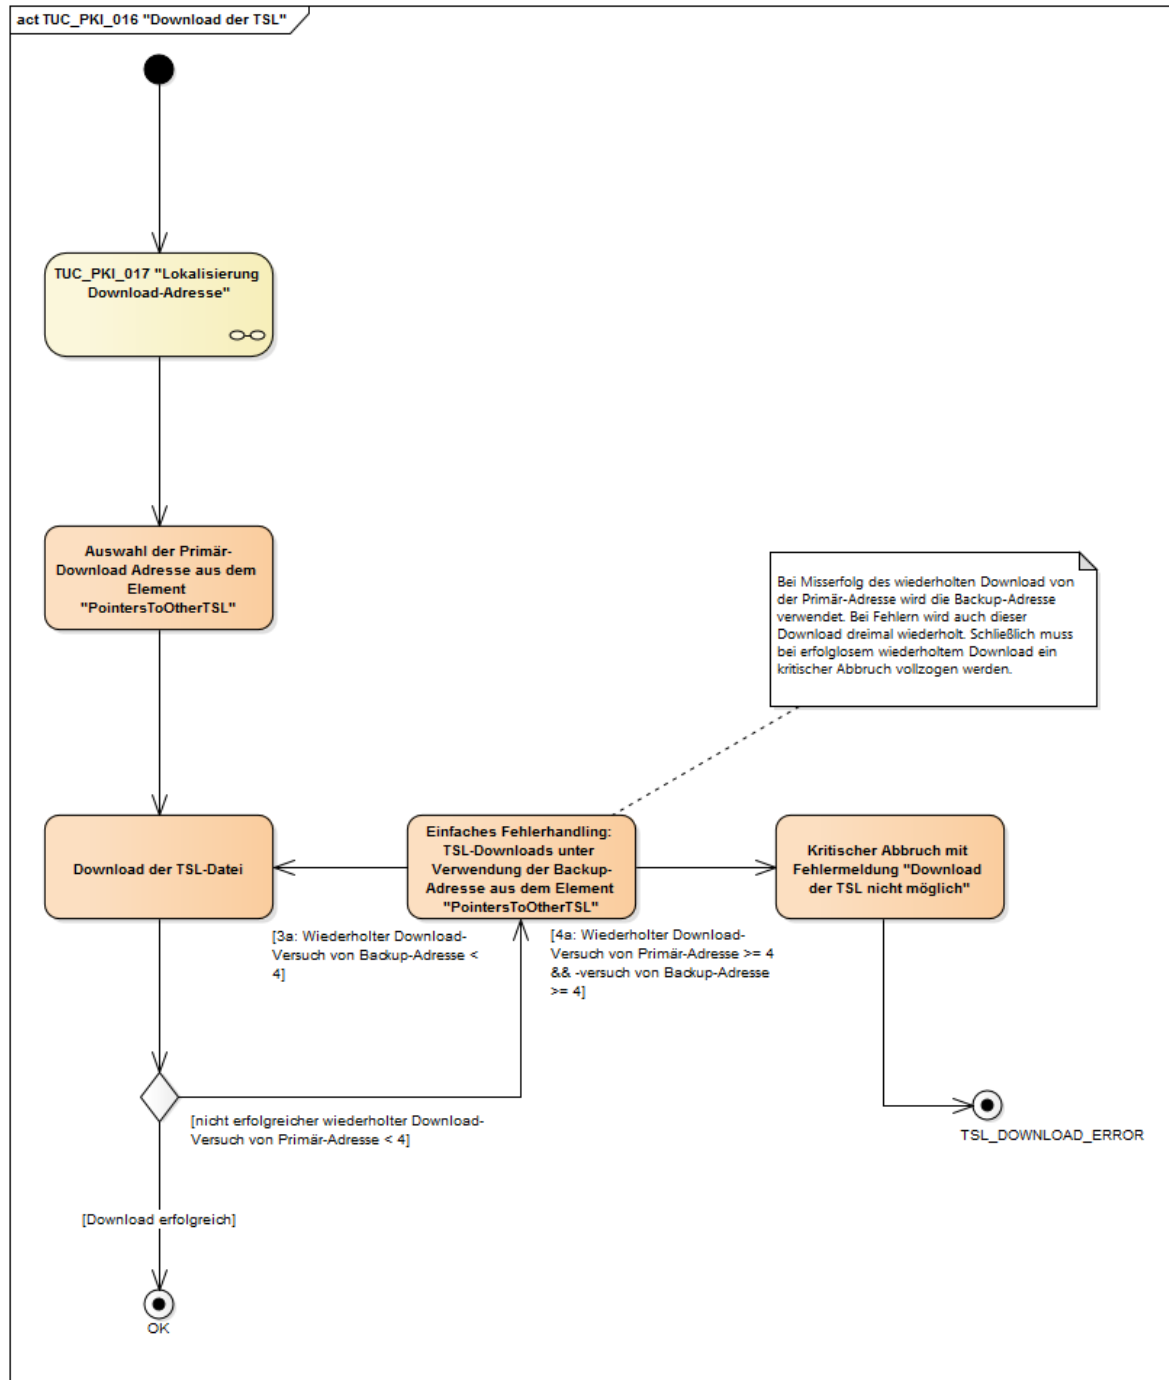 act TUC_PKI_016 "Download der TSL"
TUC_PKI_017 "Lokalisierung
Download-Adresse"
Auswahl der Primär-
Download Adresse aus dem
Element
"PointersToOtherTSL"
Bei Misserfolg des wiederholten Download von
der Primär-Adresse wird die Backup-Adresse
verwendet. Bei Fehlern wird auch dieser
Download dreimal wiederholt. Schließlich muss
bei erfolglosem wiederholtem Download ein
kritischer Abbruch vollzogen werden.
Download der TSL-Datei
Einfaches Fehlerhandling:
TSL-Downloads unter
Verwendung der Backup-
Adresse aus dem Element
"PointersToOtherTSL"
Kritischer Abbruch mit
Fehlermeldung "Download
der TSL nicht möglich"
[3a: Wiederholter Download-
Versuch von Backup-Adresse <
4]
[4a: Wiederholter Download-
Versuch von Primär-Adresse >= 4
&& -versuch von Backup-Adresse
>= 4]
[nicht erfolgreicher wiederholter Download-
Versuch von Primär-Adresse < 4]
TSL_DOWNLOAD_ERROR
[Download erfolgreich]
OK